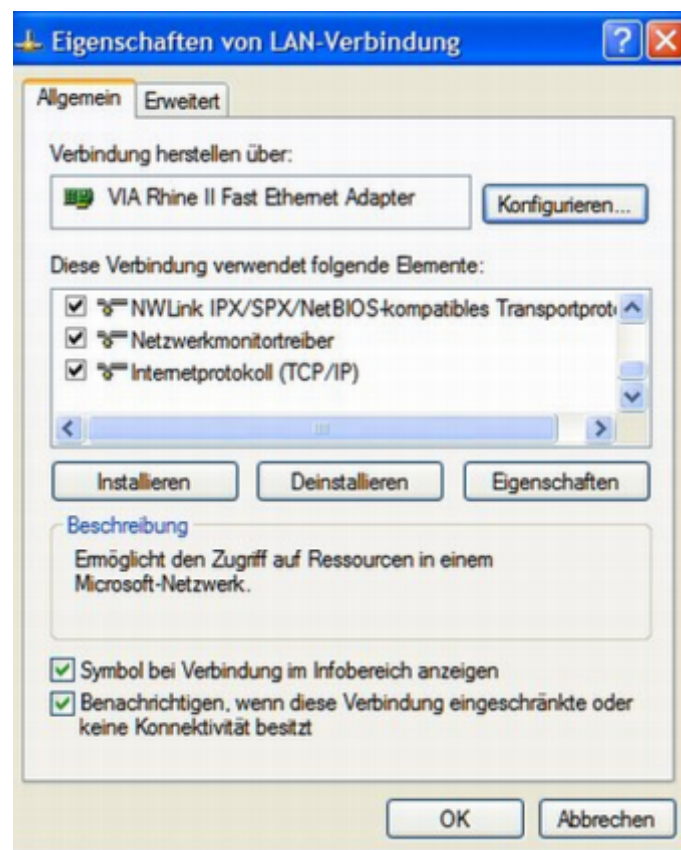 Eigenschaften von LAN-Verbindung
Allgemein Erweitert
Verbindung herstellen über:
VIA Rhine II Fast Ethernet Adapter Konfigurieren...
Diese Verbindung verwendet folgende Elemente:
NWLink IPX/SPX/NetBIOS-kompatibles Transportproto
Netzwerkmonitortreiber
Internetprotokoll (TCP/IP)
Installieren Deinstallieren Eigenschaften
Beschreibung
Ermöglicht den Zugriff auf Ressourcen in einem
Microsoft-Netzwerk.
Symbol bei Verbindung im Infobereich anzeigen
Benachrichtigen, wenn diese Verbindung eingeschränkte oder
keine Konnektivität besitzt
OK Abbrechen